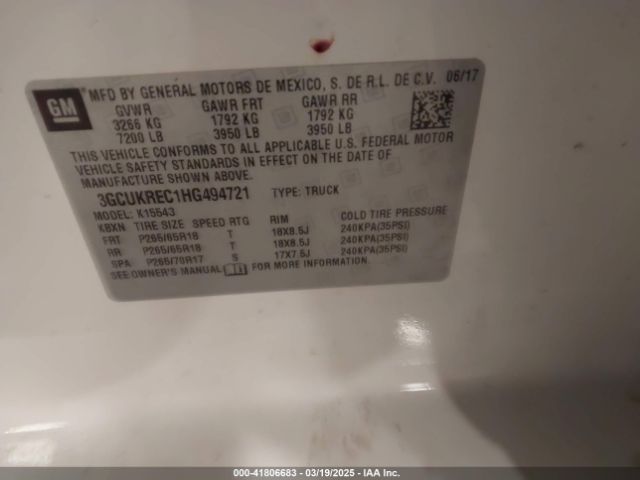 GM
MFD BY GENERAL MOTORS DE MEXICO, S. DE R.L. DE C.V. 06/17
GVWR GAWR FRT GAWR RR
3266 KG 1792 KG 1792 KG
7200 LB 3950 LB 3950 LB
THIS VEHICLE CONFORMS TO ALL APPLICABLE U.S. FEDERAL MOTOR
VEHICLE SAFETY STANDARDS IN EFFECT ON THE DATE OF
MANUFACTURE SHOWN ABOVE.
3GCUKREC1HG494721 TYPE: TRUCK
MODEL: K15543
KBXN TIRE SIZE SPEED RTG RIM COLD TIRE PRESSURE
FRT P265/65R18 T 18X8.5J 240KPA(35PSI)
RR P265/65R18 T 18X8.5J 240KPA(35PSI)
SPA P265/70R17 S 17X7.5J 240KPA(35PSI)
SEE OWNER'S MANUAL FOR MORE INFORMATION.
000-41806683 - 03/19/2025 - IAA Inc.